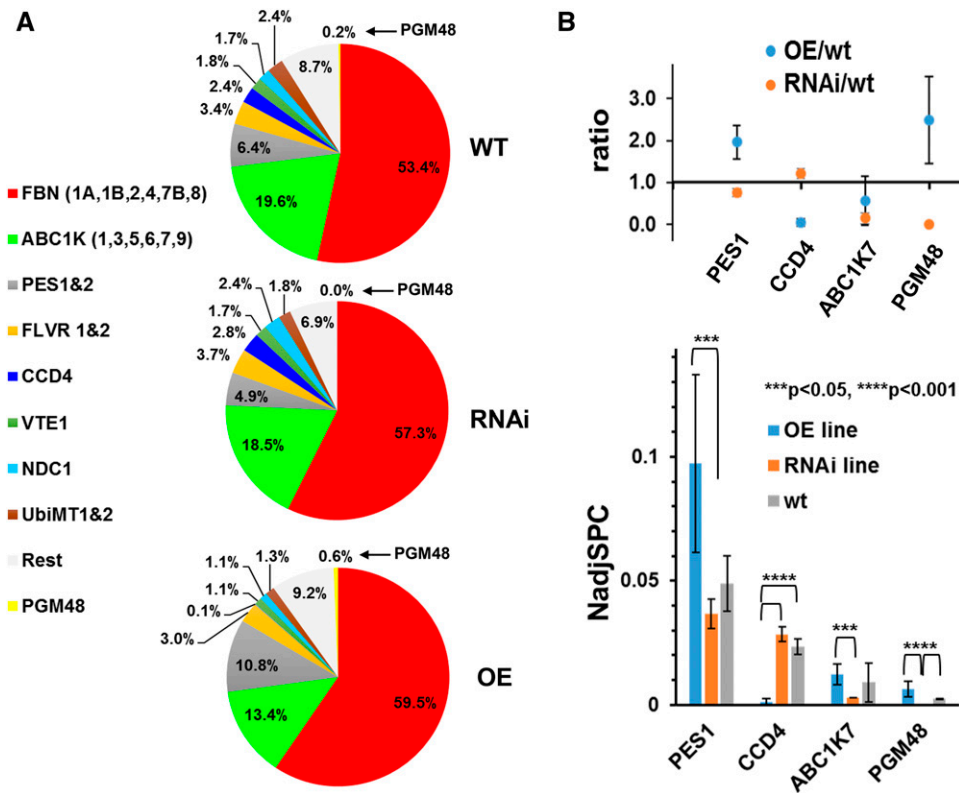 A
FBN (1A,1B,2,4,7B,8)
ABC1K (1,3,5,6,7,9)
PES1&2
FLVR 1&2
CCD4
VTE1
NDC1
UbiMT1&2
Rest
PGM48
0.2%
PGM48
2.4%
1.7%
1.8%
2.4%
3.4%
6.4%
19.6%
8.7%
53.4%
WT
0.0%
PGM48
1.8%
2.4%
1.7%
2.8%
3.7%
4.9%
18.5%
6.9%
57.3%
RNAi
0.6%
PGM48
1.3%
1.1%
1.1%
0.1%
3.0%
10.8%
13.4%
9.2%
59.5%
OE
B
OE/wt
RNAi/wt
ratio
3.0
2.0
1.0
0.0
PES1
CCD4
ABC1K7
PGM48
***p<0.05, ****p<0.001
OE line
RNAi line
wt
NadjSPC
0.1
0.05
0
***
****
***
****
PES1
CCD4
ABC1K7
PGM48